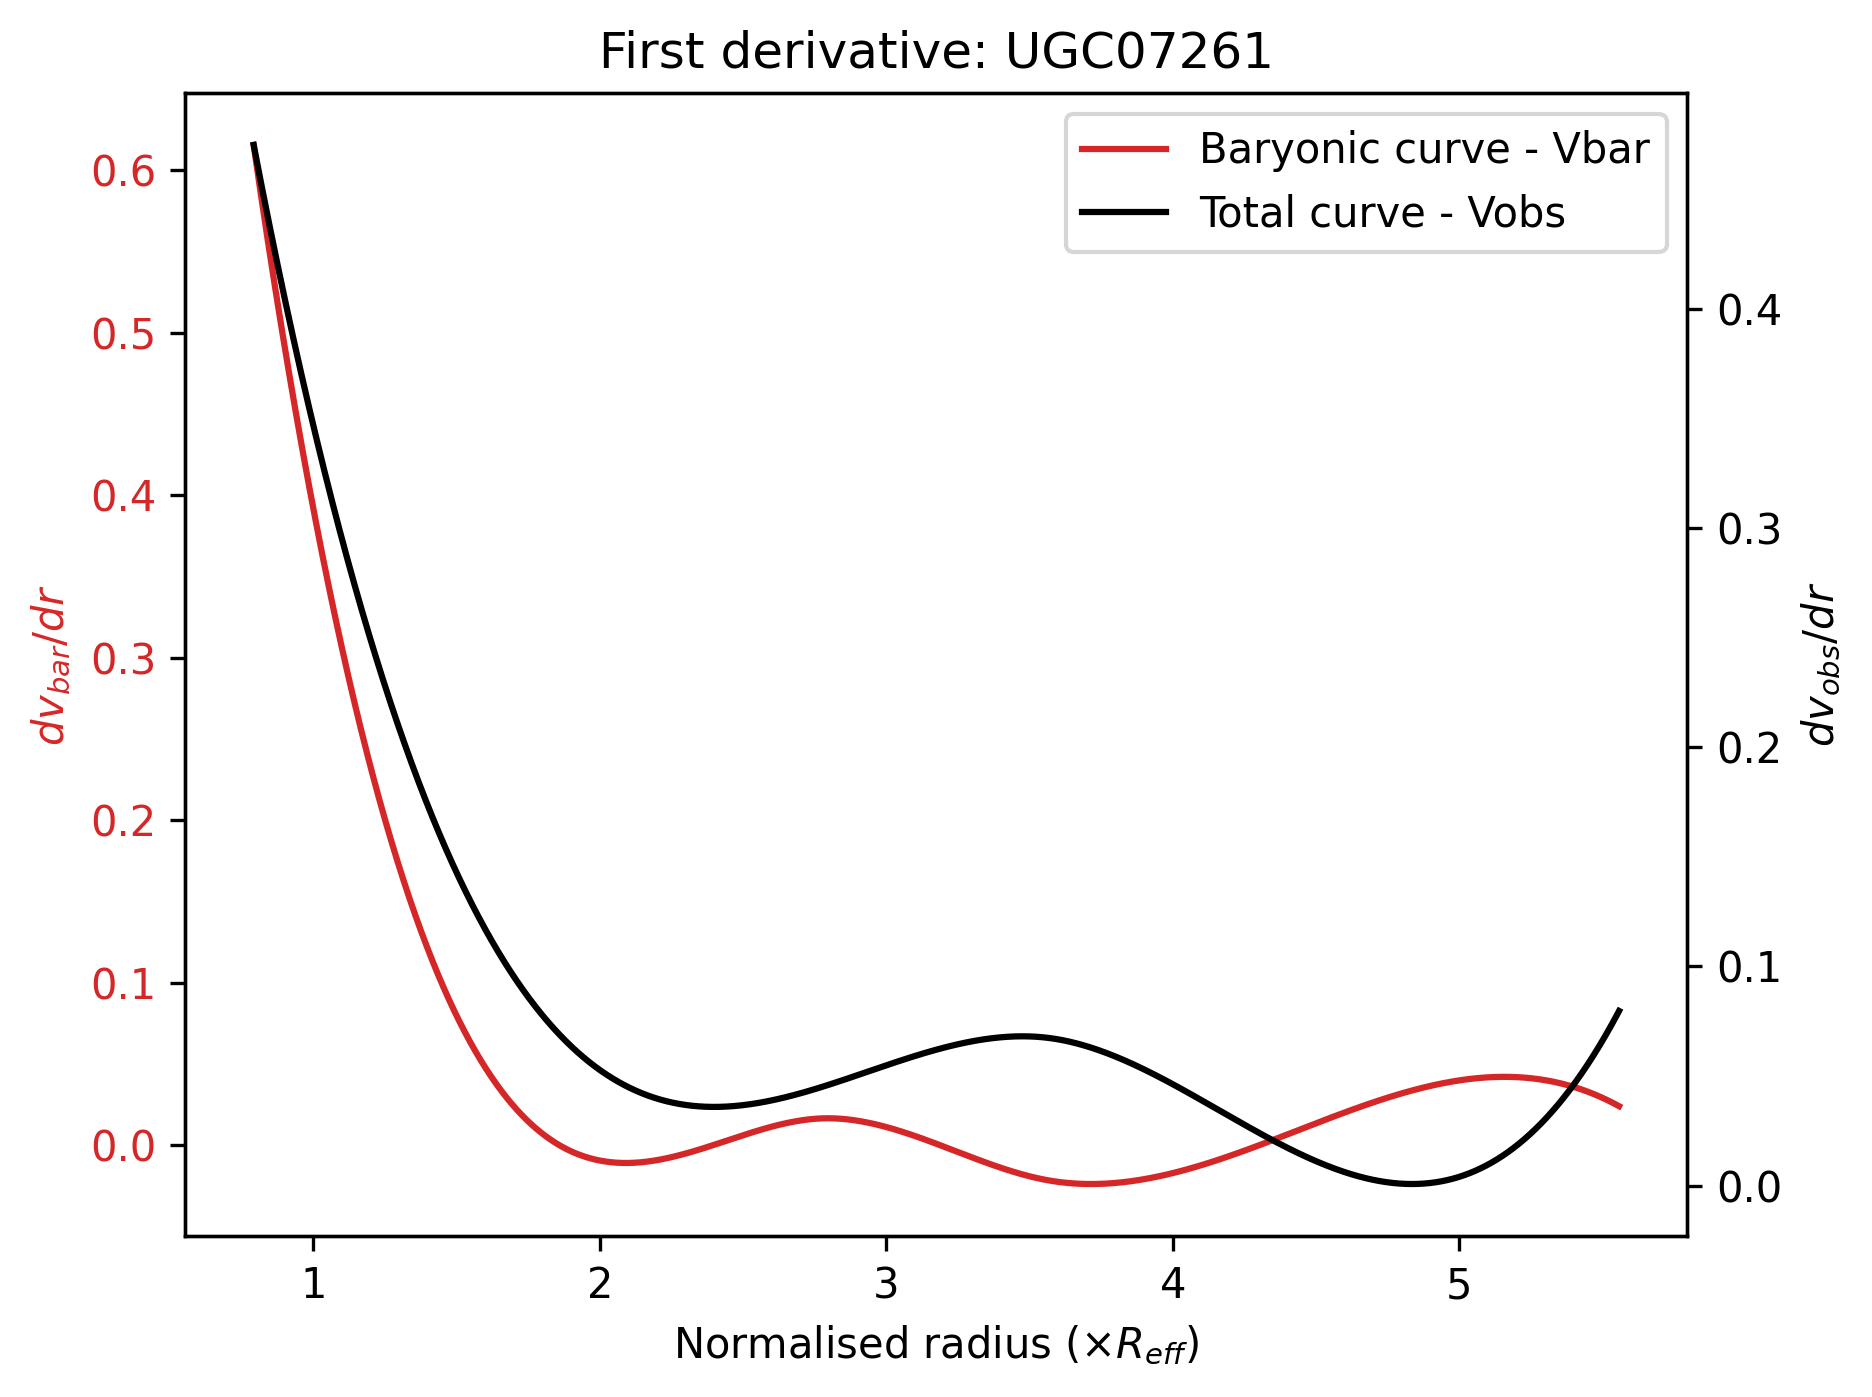 First derivative: UGC07261
Baryonic curve - Vbar
Total curve - Vobs
0.6
0.5
0.4
0.3
0.2
0.1
0.0
dv_bar/dr
0.4
0.3
0.2
0.1
0.0
dv_obs/dr
1 2 3 4 5
Normalised radius (×R_eff)